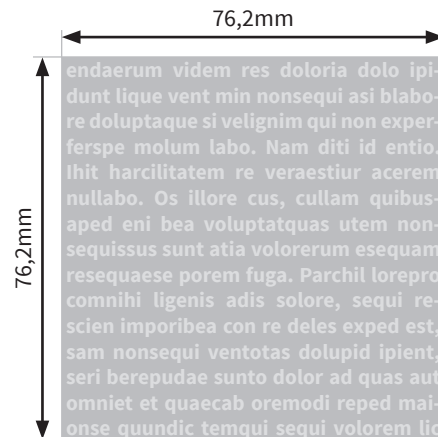 76,2mm
76,2mm
endaerum videm res doloria dolo ipi-
dunt lique vent min nonsequi asi blabo-
re doluptaque si velignim qui non exper-
ferspe molum labo. Nam diti id entio.
Ihit harcilitatem re veraestiur acerem
nullabo. Os illore cus, cullam quibus-
aped eni bea voluptatquas utem non-
sequissus sunt atia volorerum esequam
resequaese porem fuga. Parchil lorepro
comnihi ligenis adis solore, sequi re-
scien imporibea con re deles exped est,
sam nonsequi ventotas dolupid ipient,
seri berepudae sunto dolor ad quas aut
omniet et quaecab oremodi reped mai-
onse quundic temqui sequi volorem lic